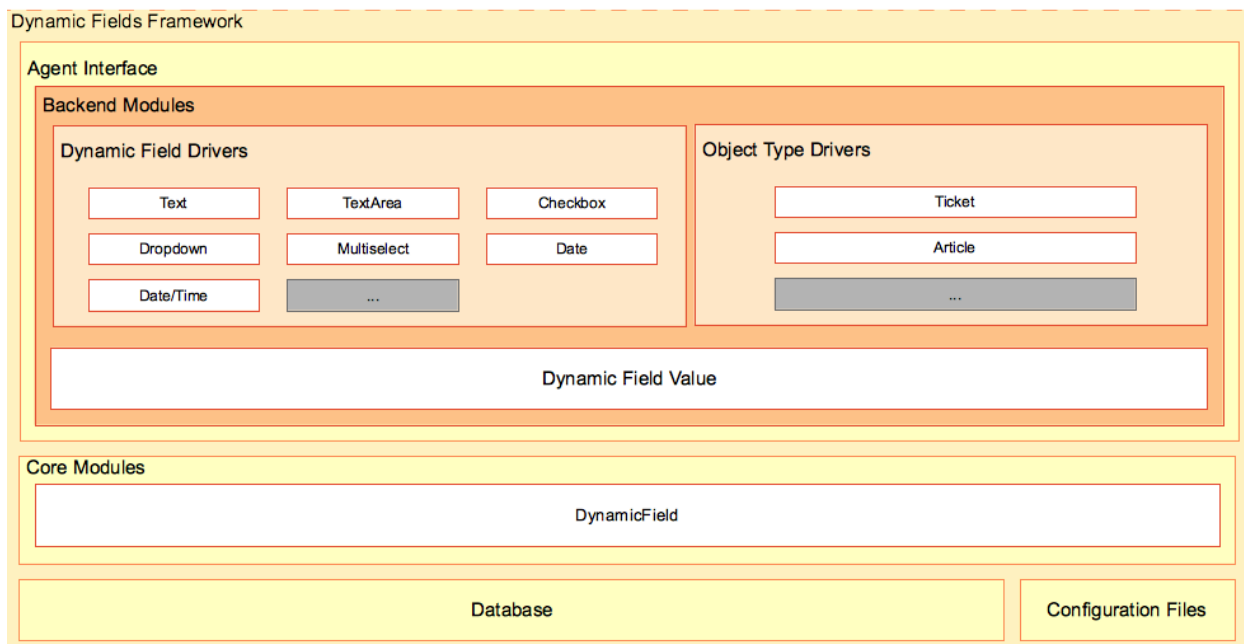 Dynamic Fields Framework
Agent Interface
Backend Modules
Dynamic Field Drivers
Text
TextArea
Checkbox
Dropdown
Multiselect
Date
Date/Time
...
Object Type Drivers
Ticket
Article
...
Dynamic Field Value
Core Modules
DynamicField
Database
Configuration Files